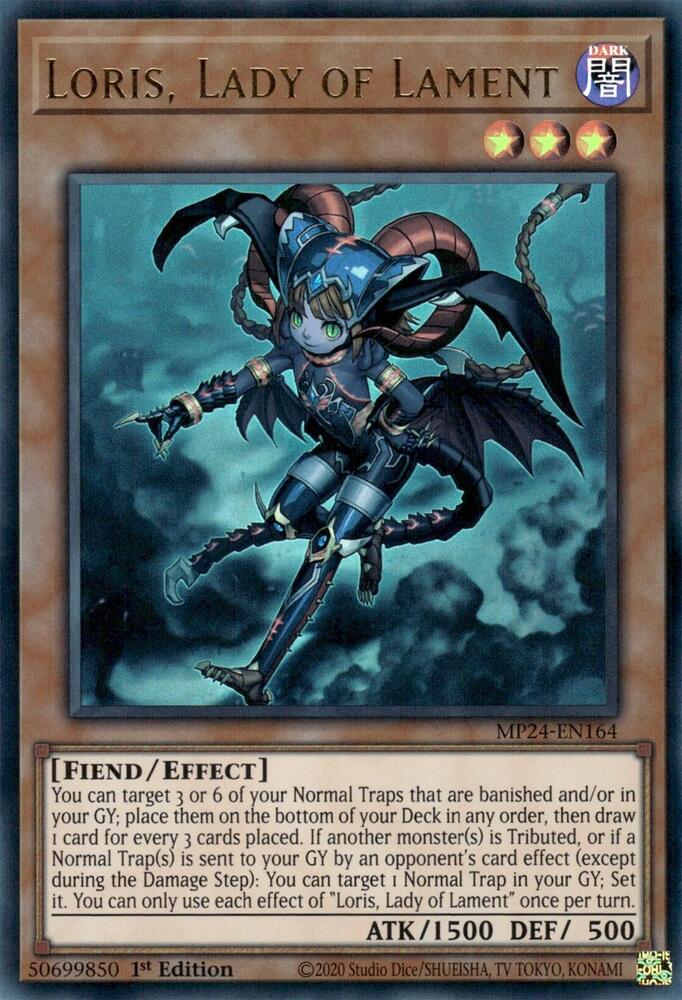 Loris, Lady of Lament
DARK
闇
MP24-EN164
[Fiend/Effect]
You can target 3 or 6 of your Normal Traps that are banished and/or in
your GY; place them on the bottom of your Deck in any order, then draw
1 card for every 3 cards placed. If another monster(s) is Tributed, or if a
Normal Trap(s) is sent to your GY by an opponent's card effect (except
during the Damage Step): You can target 1 Normal Trap in your GY; Set
it. You can only use each effect of "Loris, Lady of Lament" once per turn.
ATK/1500 DEF/ 500
50699850 1st Edition ©2020 Studio Dice/SHUEISHA, TV TOKYO, KONAMI